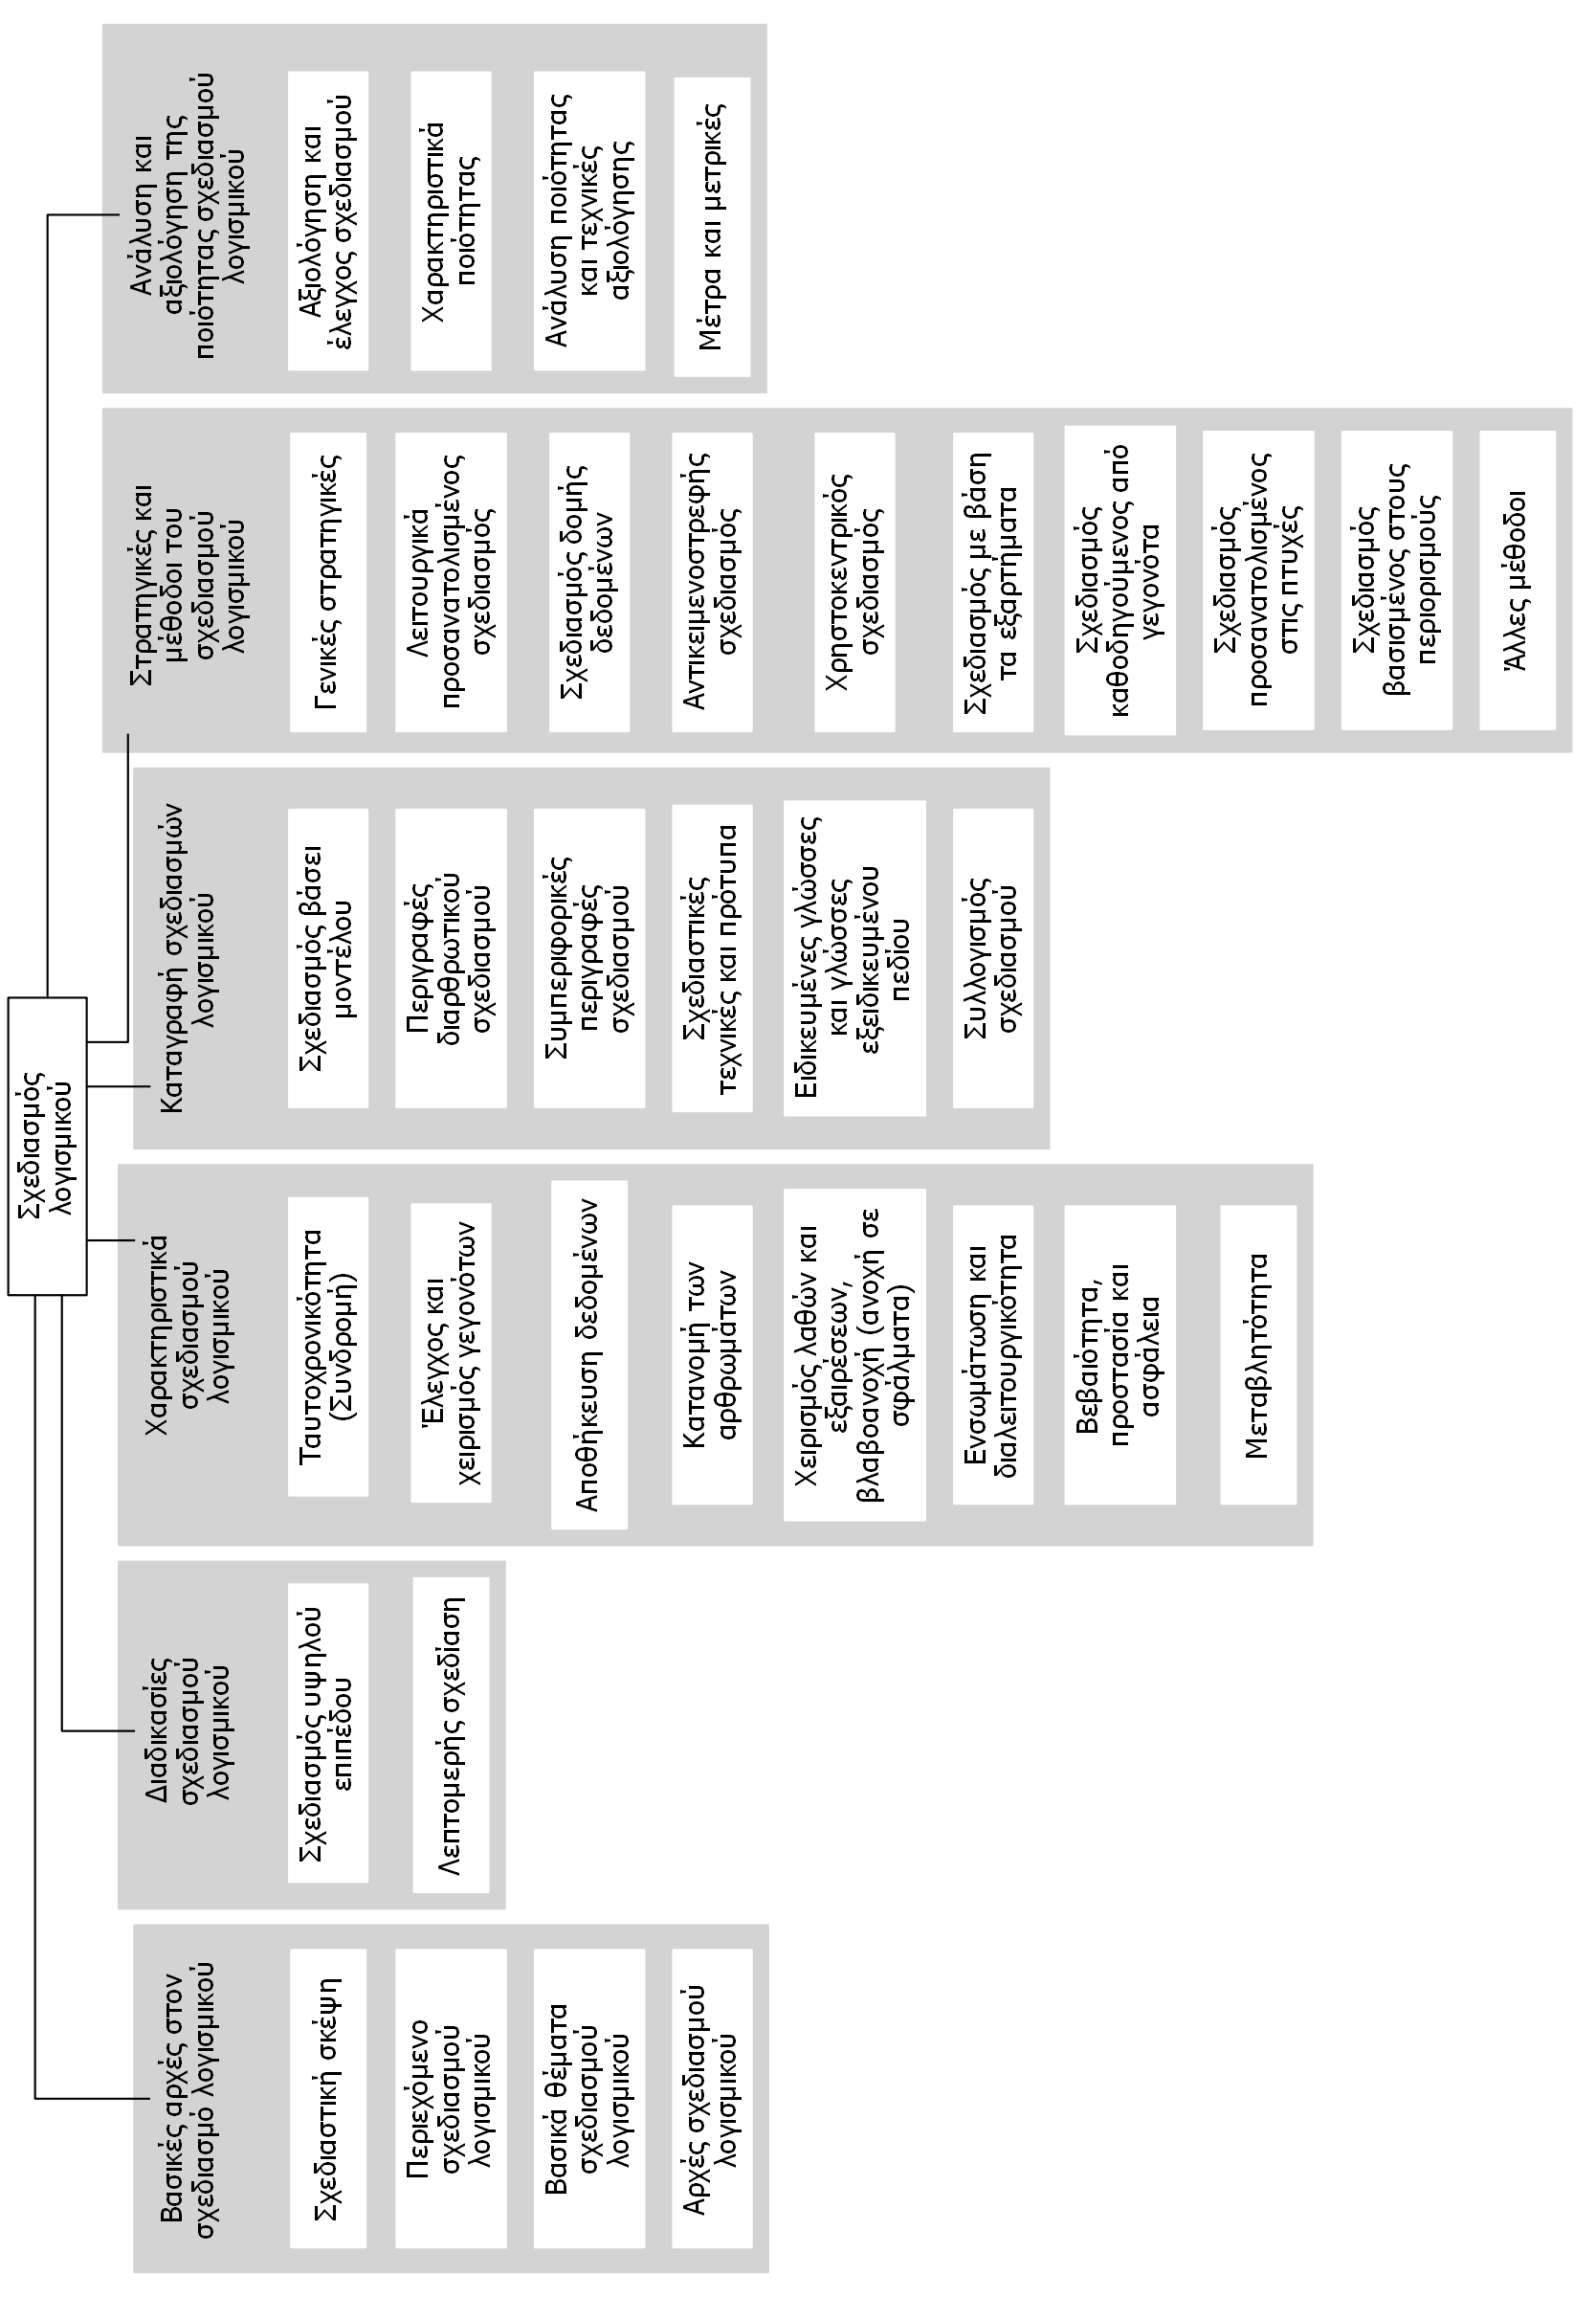 Σχεδιασμός
λογισμικού
Βασικές αρχές στον
σχεδιασμό λογισμικού
Σχεδιαστική σκέψη
Περιεχόμενο
σχεδιασμού
λογισμικού
Βασικά θέματα
σχεδιασμού
λογισμικού
Αρχές σχεδιασμού
λογισμικού
Διαδικασίες
σχεδιασμού
λογισμικού
Σχεδιασμός υψηλού
επιπέδου
Λεπτομερής σχεδίαση
Χαρακτηριστικά
σχεδιασμού
λογισμικού
Ταυτοχρονικότητα
(Συνδρομή)
Έλεγχος και
χειρισμός γεγονότων
Αποθήκευση δεδομένων
Κατανομή των
αρθρωμάτων
Χειρισμός λαθών και
εξαιρέσεων,
βλαβοανοχή (ανοχή σε
σφάλματα)
Ενσωμάτωση και
διαλειτουργικότητα
Βεβαιότητα,
προστασία και
ασφάλεια
Μεταβλητότητα
Καταγραφή σχεδιασμών
λογισμικού
Σχεδιασμός βάσει
μοντέλου
Περιγραφές
διαρθρωτικού
σχεδιασμού
Συμπεριφορικές
περιγραφές
σχεδιασμού
Σχεδιαστικές
τεχνικές και πρότυπα
Ειδικευμένες γλώσσες
και γλώσσες
εξειδικευμένου
πεδίου
Συλλογισμός
σχεδιασμού
Στρατηγικές και
μέθοδοι του
σχεδιασμού
λογισμικού
Γενικές στρατηγικές
Λειτουργικά
προσανατολισμένος
σχεδιασμός
Σχεδιασμός δομής
δεδομένων
Αντικειμενοστρεφής
σχεδιασμός
Χρηστοκεντρικός
σχεδιασμός
Σχεδιασμός με βάση
τα εξαρτήματα
Σχεδιασμός
καθοδηγούμενος από
γεγονότα
Σχεδιασμός
προσανατολισμένος
στις πτυχές
Σχεδιασμός
βασισμένος στους
περιορισμούς
Άλλες μέθοδοι
Ανάλυση και
αξιολόγηση της
ποιότητας σχεδιασμού
λογισμικού
Αξιολόγηση και
έλεγχος σχεδιασμού
Χαρακτηριστικά
ποιότητας
Ανάλυση ποιότητας
και τεχνικές
αξιολόγησης
Μέτρα και μετρικές